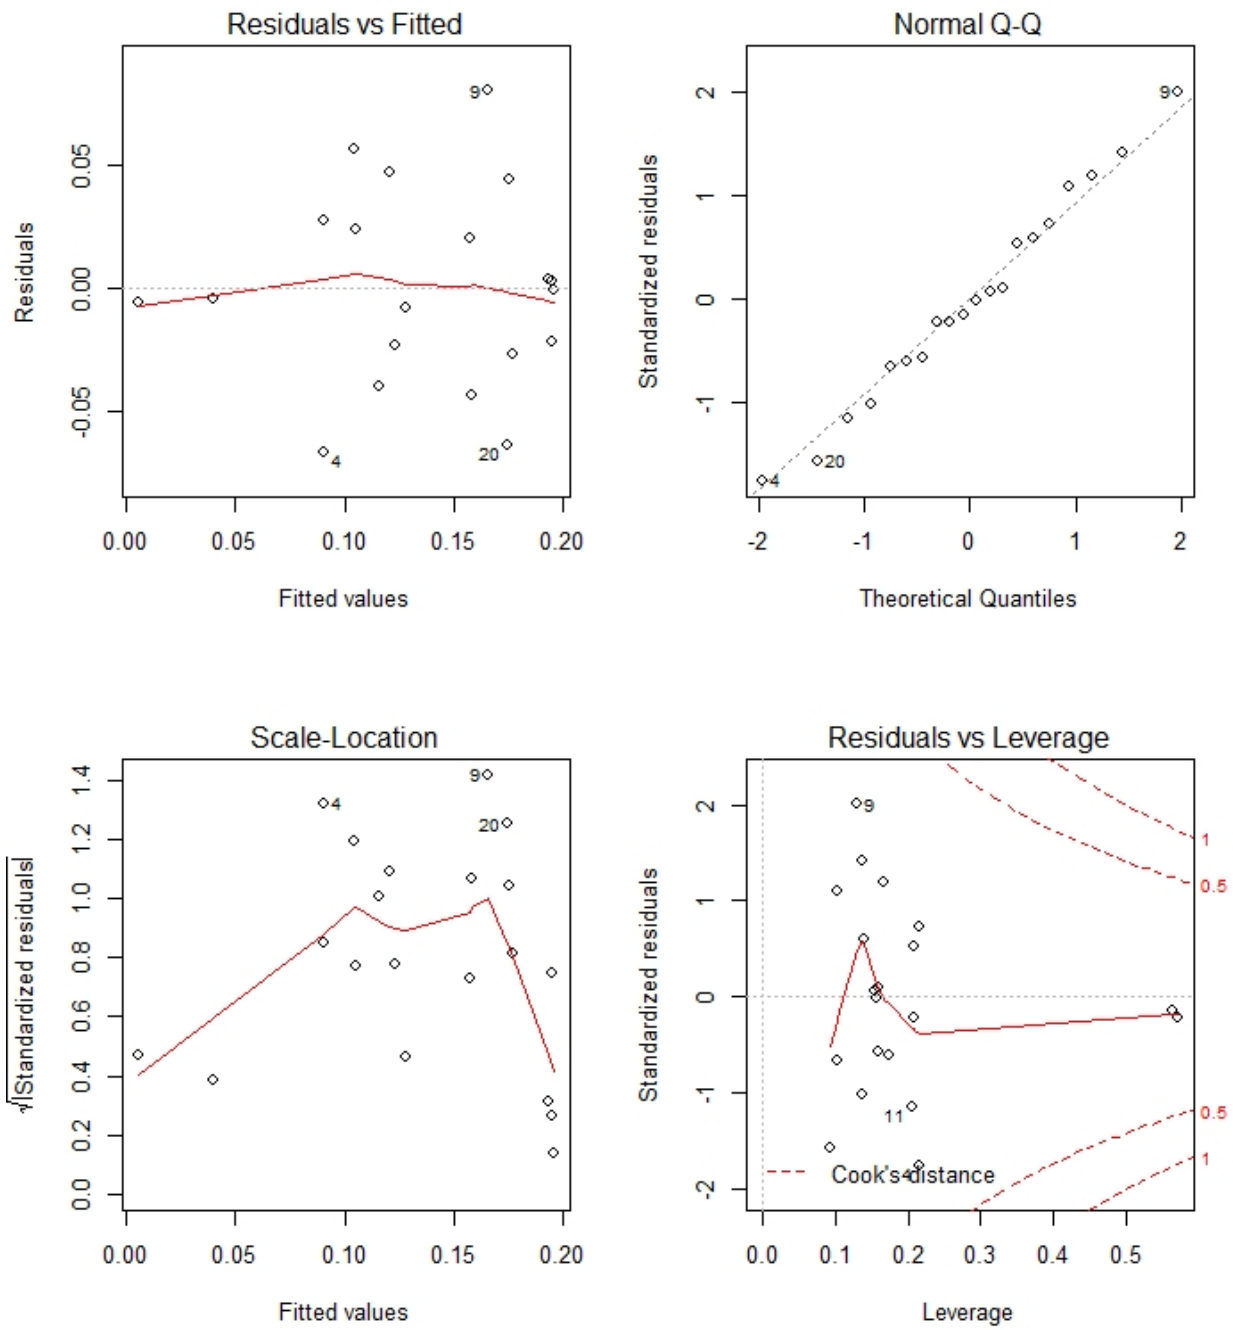 Residuals vs Fitted
Residuals
0.05
0.00
-0.05
9
4
20
0.00 0.05 0.10 0.15 0.20
Fitted values
Normal Q-Q
Standardized residuals
2
1
0
-1
9
20
4
-2 -1 0 1 2
Theoretical Quantiles
Scale-Location
√|Standardized residuals|
1.4
1.2
1.0
0.8
0.6
0.4
0.2
0.0
9
4
20
0.00 0.05 0.10 0.15 0.20
Fitted values
Residuals vs Leverage
Standardized residuals
2
1
0
-1
-2
9
11
4
Cook's distance
1
0.5
0.5
1
0.0 0.1 0.2 0.3 0.4 0.5
Leverage